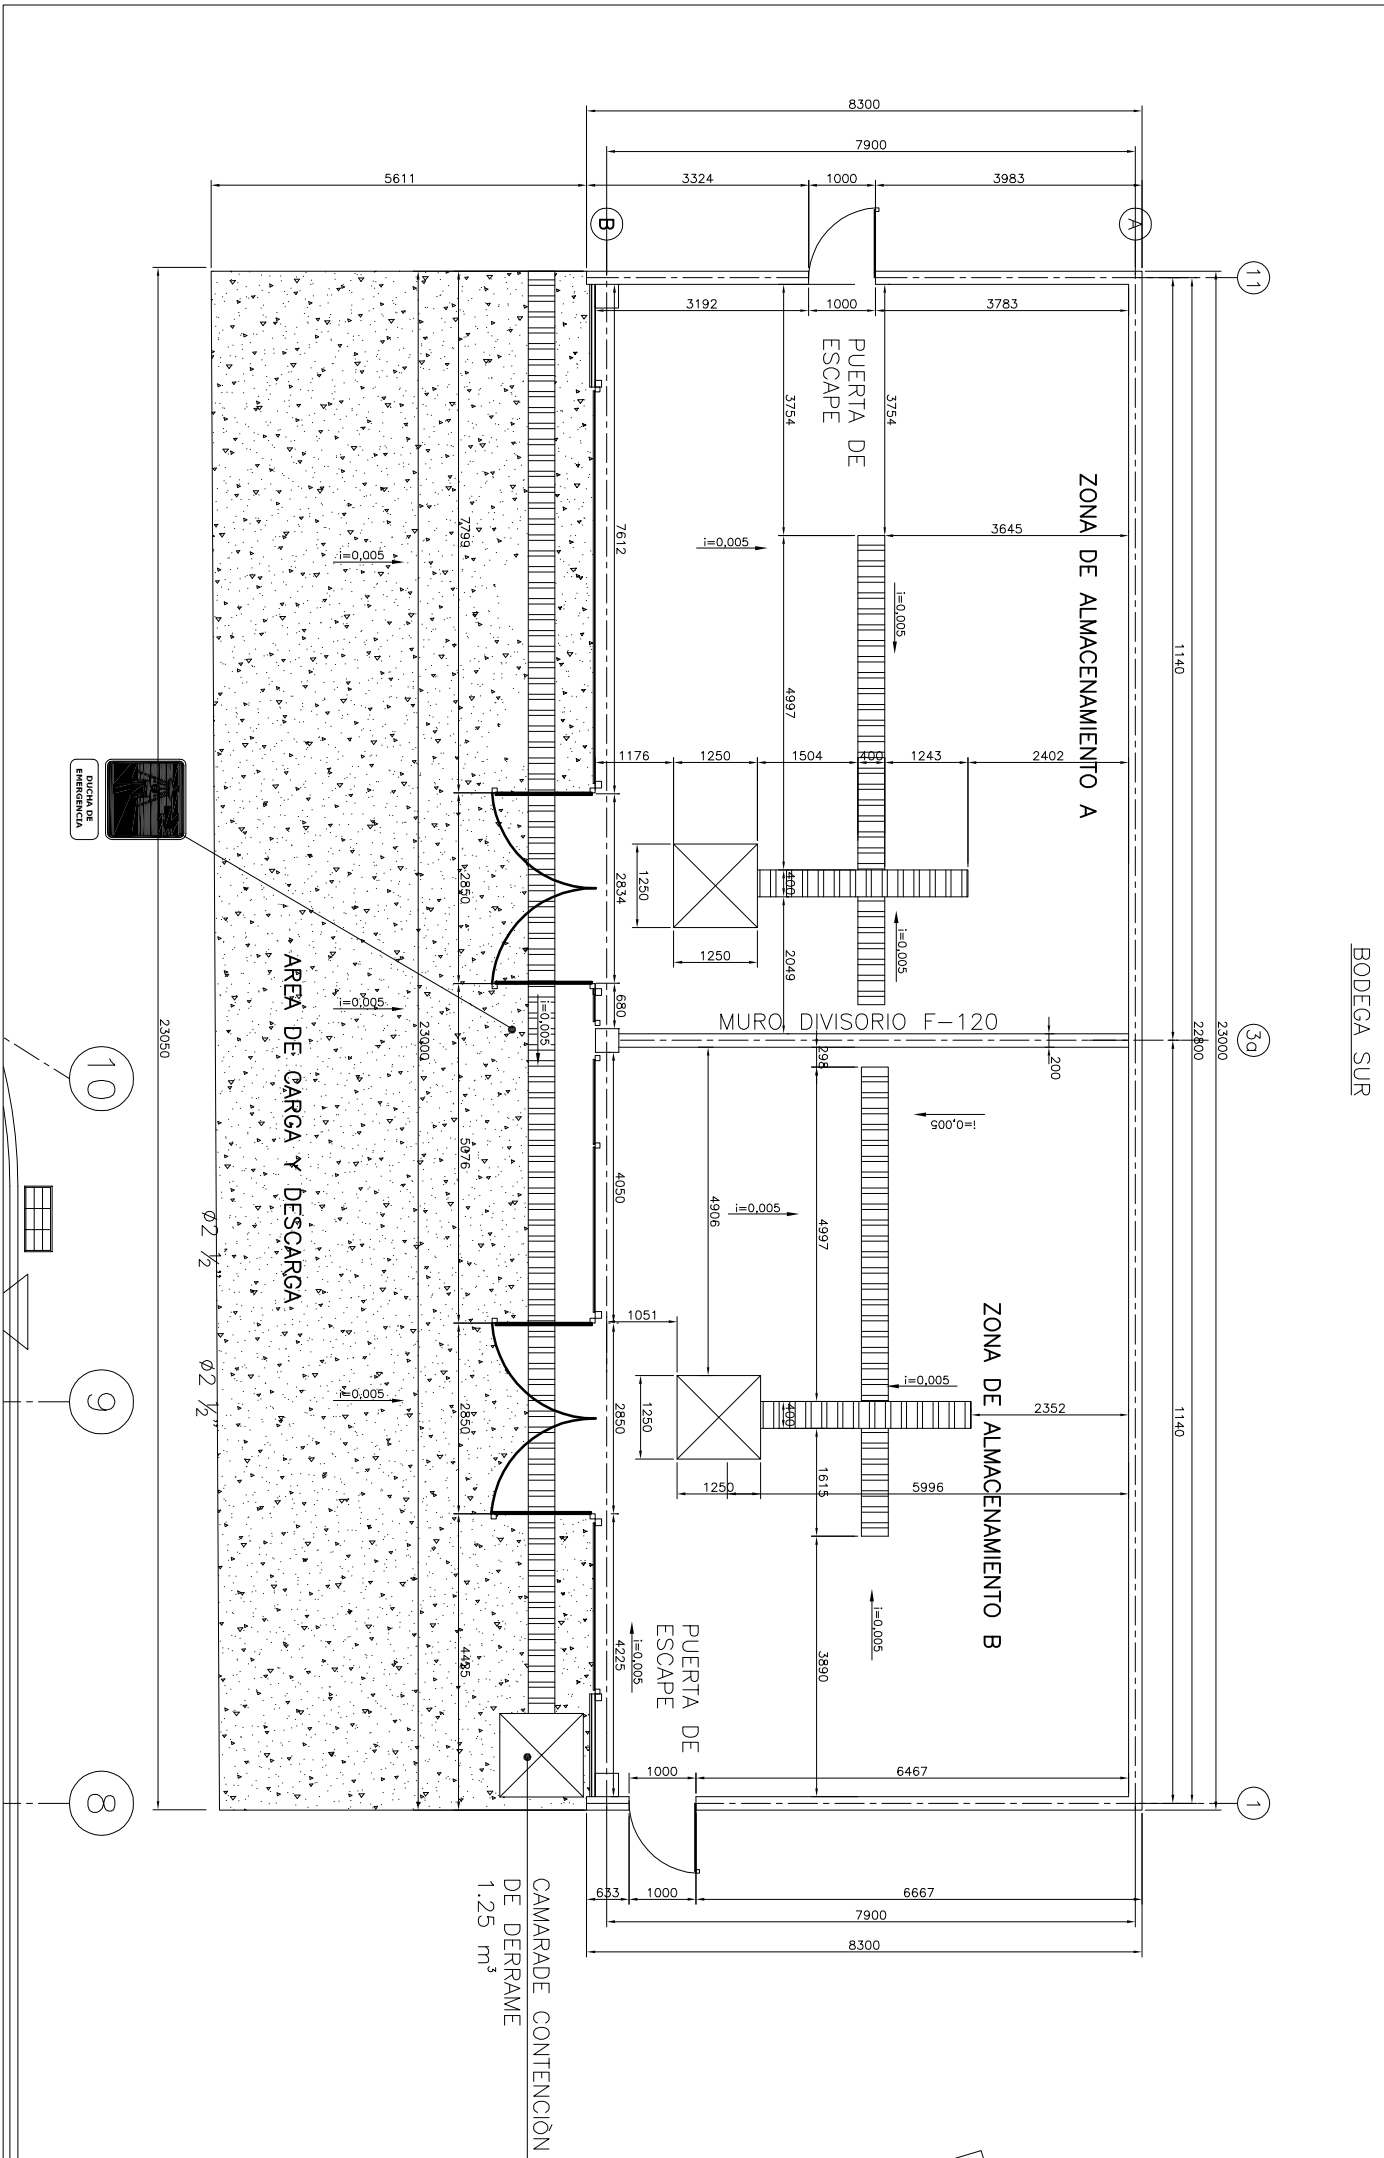 BODEGA SUR
8300
7900
5611
3324
1000
3983
B
A
11
3192
1000
3783
PUERTA DE
ESCAPE
3754
3754
ZONA DE ALMACENAMIENTO A
3645
7799
7612
i=0,005
i=0,005
i=0,005
1140
4997
1176
1250
1504
400
1243
2402
DUCHA DE
EMERGENCIA
2850
2834
1250
400
1250
2049
i=0,005
680
i=0,005
i=0,005
AREA DE CARGA Y DESCARGA
MURO DIVISORIO F-120
3a
23050
23000
22800
23000
298
200
10
i=0,005
5076
4050
4906
i=0,005
4997
ZONA DE ALMACENAMIENTO B
Ø2 ½"
Ø2 ½"
1051
9
i=0,005
2850
2850
1250
400
i=0,005
2352
1140
1250
1615
5996
i=0,005
PUERTA DE
ESCAPE
i=0,005
4225
3890
1000
6467
8
1
633
1000
6667
7900
8300
CAMARADE CONTENCIÒN
DE DERRAME
1.25 m³